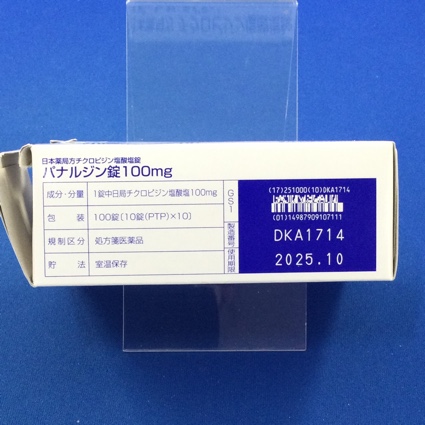 日本薬局方チクロピジン塩酸塩錠
パナルジン錠100mg
成分・分量 1錠中日局チクロピジン塩酸塩100mg
包装 100錠〔10錠(PTP)×10〕
規制区分 処方箋医薬品
貯法 室温保存
GS1
(17)251000(10)DKA1714
(01)14987909107111
製造番号 DKA1714
使用期限 2025.10